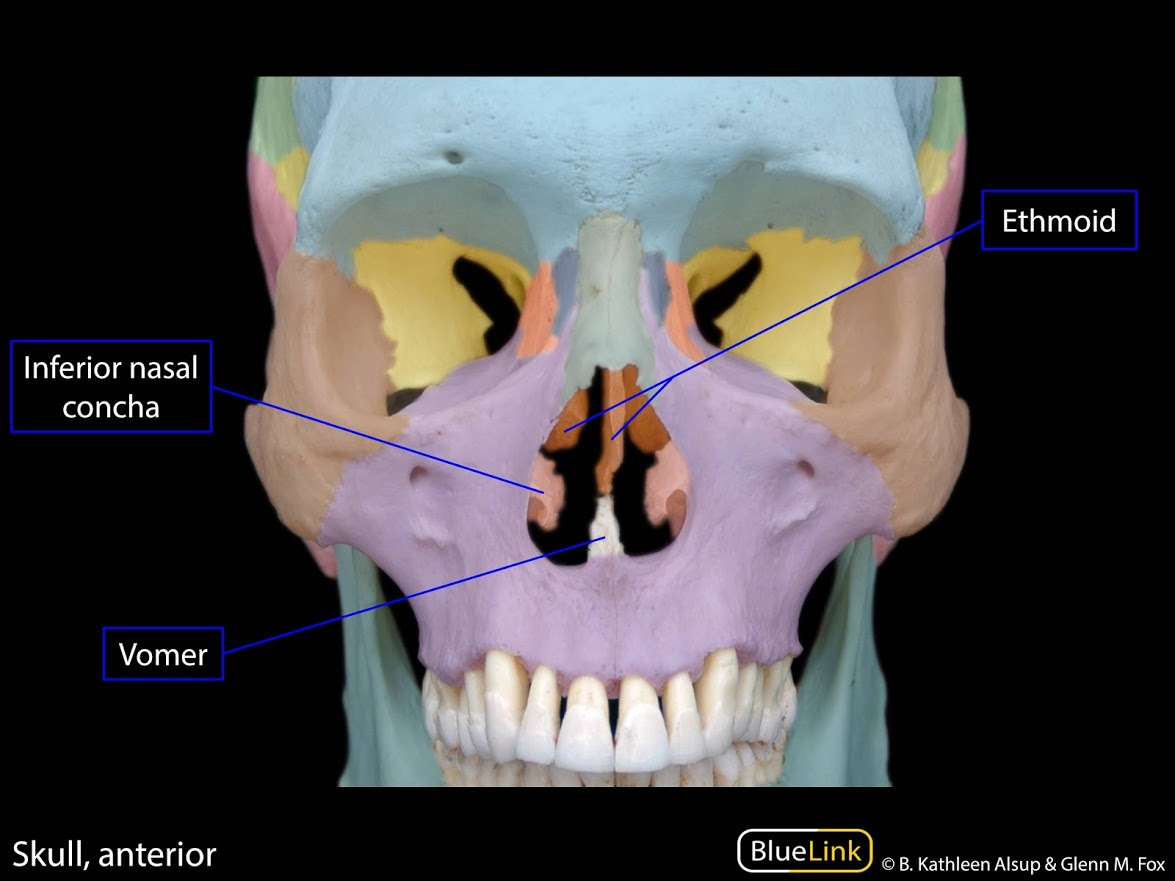 Ethmoid
Inferior nasal
concha
Vomer
Skull, anterior
BlueLink
© B. Kathleen Alsup & Glenn M. Fox